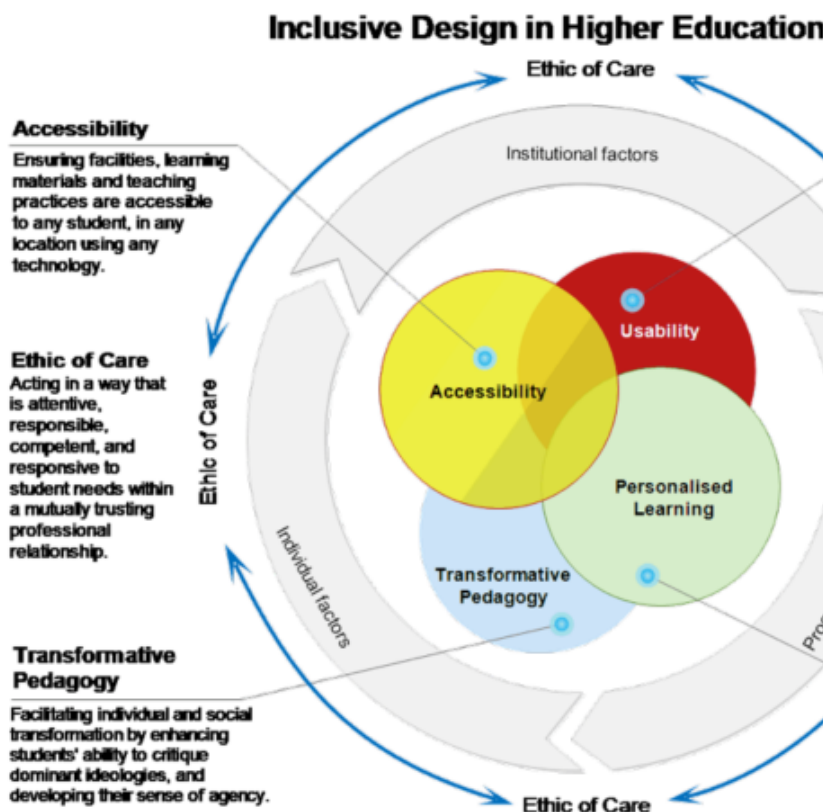 Inclusive Design in Higher Education
Ethic of Care
Accessibility
Ensuring facilities, learning
materials and teaching
practices are accessible
to any student, in any
location using any
technology.
Institutional factors
Usability
Accessibility
Ethic of Care
Acting in a way that
is attentive,
responsible,
competent, and
responsive to
student needs within
a mutually trusting
professional
relationship.
Ethic of Care
Personalised
Learning
Individual factors
Transformative
Pedagogy
Transformative
Pedagogy
Facilitating individual and social
transformation by enhancing
students' ability to critique
dominant ideologies, and
developing their sense of agency.
Ethic of Care